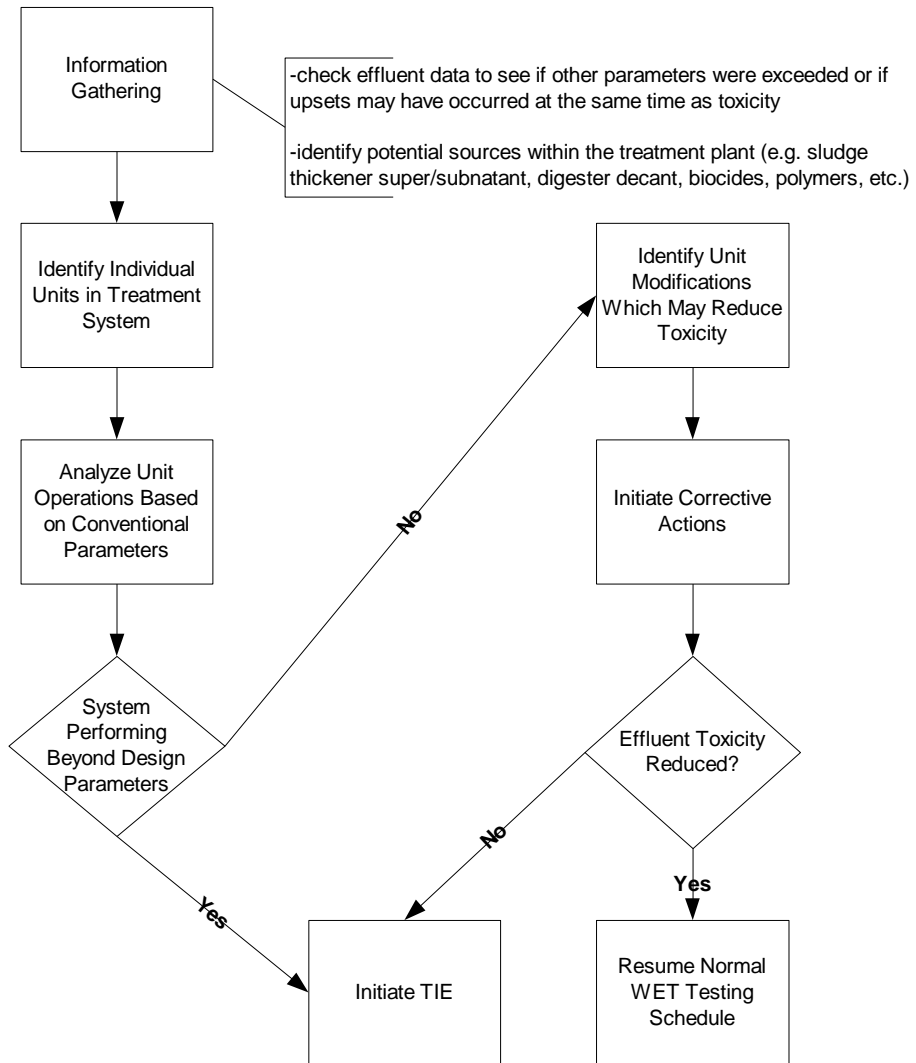 Information
Gathering
-check effluent data to see if other parameters were exceeded or if
upsets may have occurred at the same time as toxicity
-identify potential sources within the treatment plant (e.g. sludge
thickener super/subnatant, digester decant, biocides, polymers, etc.)
Identify Individual
Units in Treatment
System
Analyze Unit
Operations Based
on Conventional
Parameters
System
Performing
Beyond Design
Parameters
No
Yes
Identify Unit
Modifications
Which May Reduce
Toxicity
Initiate Corrective
Actions
Effluent Toxicity
Reduced?
No
Yes
Initiate TIE
Resume Normal
WET Testing
Schedule